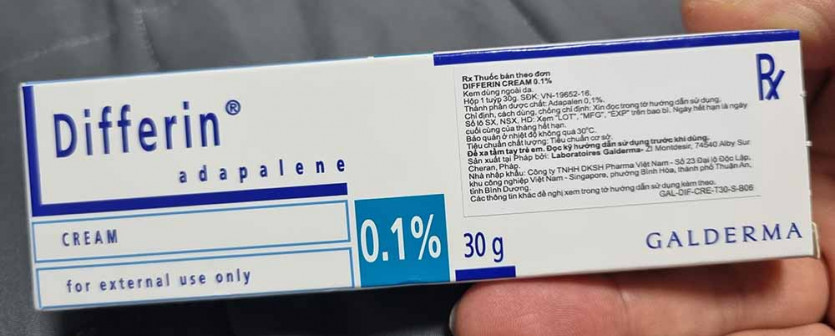 Differin®
adapalene
CREAM
for external use only
0.1%
30 g
Rx Thuốc bán theo đơn
DIFFERIN CREAM 0.1%
Kem dùng ngoài da.
Hộp 1 tuýp 30g. SĐK: VN-19652-16.
Thành phần dược chất: Adapalen 0,1%.
Chỉ định, cách dùng, chống chỉ định: Xin đọc trong tờ hướng dẫn sử dụng.
Số lô SX, NSX, HD: Xem "LOT", "MFG", "EXP" trên bao bì. Ngày hết hạn là ngày
cuối cùng của tháng hết hạn.
Bảo quản ở nhiệt độ không quá 30°C.
Tiêu chuẩn chất lượng: Tiêu chuẩn cơ sở.
Để xa tầm tay trẻ em. Đọc kỹ hướng dẫn sử dụng trước khi dùng.
Sản xuất tại Pháp bởi: Laboratoires Galderma- ZI Montdésir, 74540 Alby Sur
Cheran, Pháp.
Nhà nhập khẩu: Công ty TNHH DKSH Pharma Việt Nam - Số 23 Đại lộ Độc Lập,
khu công nghiệp Việt Nam - Singapore, phường Bình Hòa, thành phố Thuận An,
tỉnh Bình Dương.
Các thông tin khác đề nghị xem trong tờ hướng dẫn sử dụng kèm theo.
GAL-DIF-CRE-T30-S-B06
Rx
GALDERMA